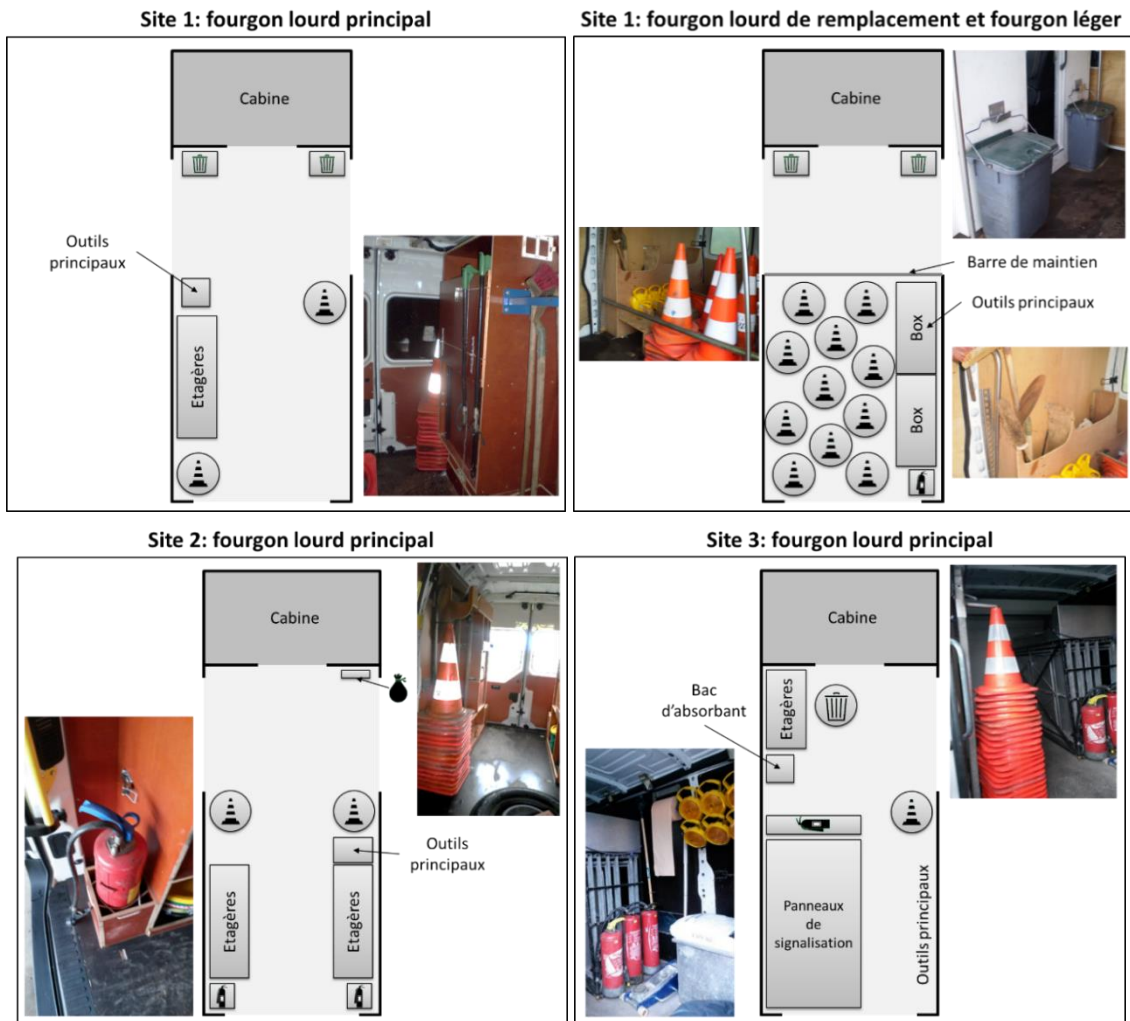 Site 1: fourgon lourd principal
Cabine
Outils
principaux
Etagères
Site 1: fourgon lourd de remplacement et fourgon léger
Cabine
Barre de maintien
Outils principaux
Box
Box
Site 2: fourgon lourd principal
Cabine
Outils
principaux
Etagères
Etagères
Site 3: fourgon lourd principal
Cabine
Etagères
Bac
d'absorbant
Panneaux
de
signalisation
Outils principaux